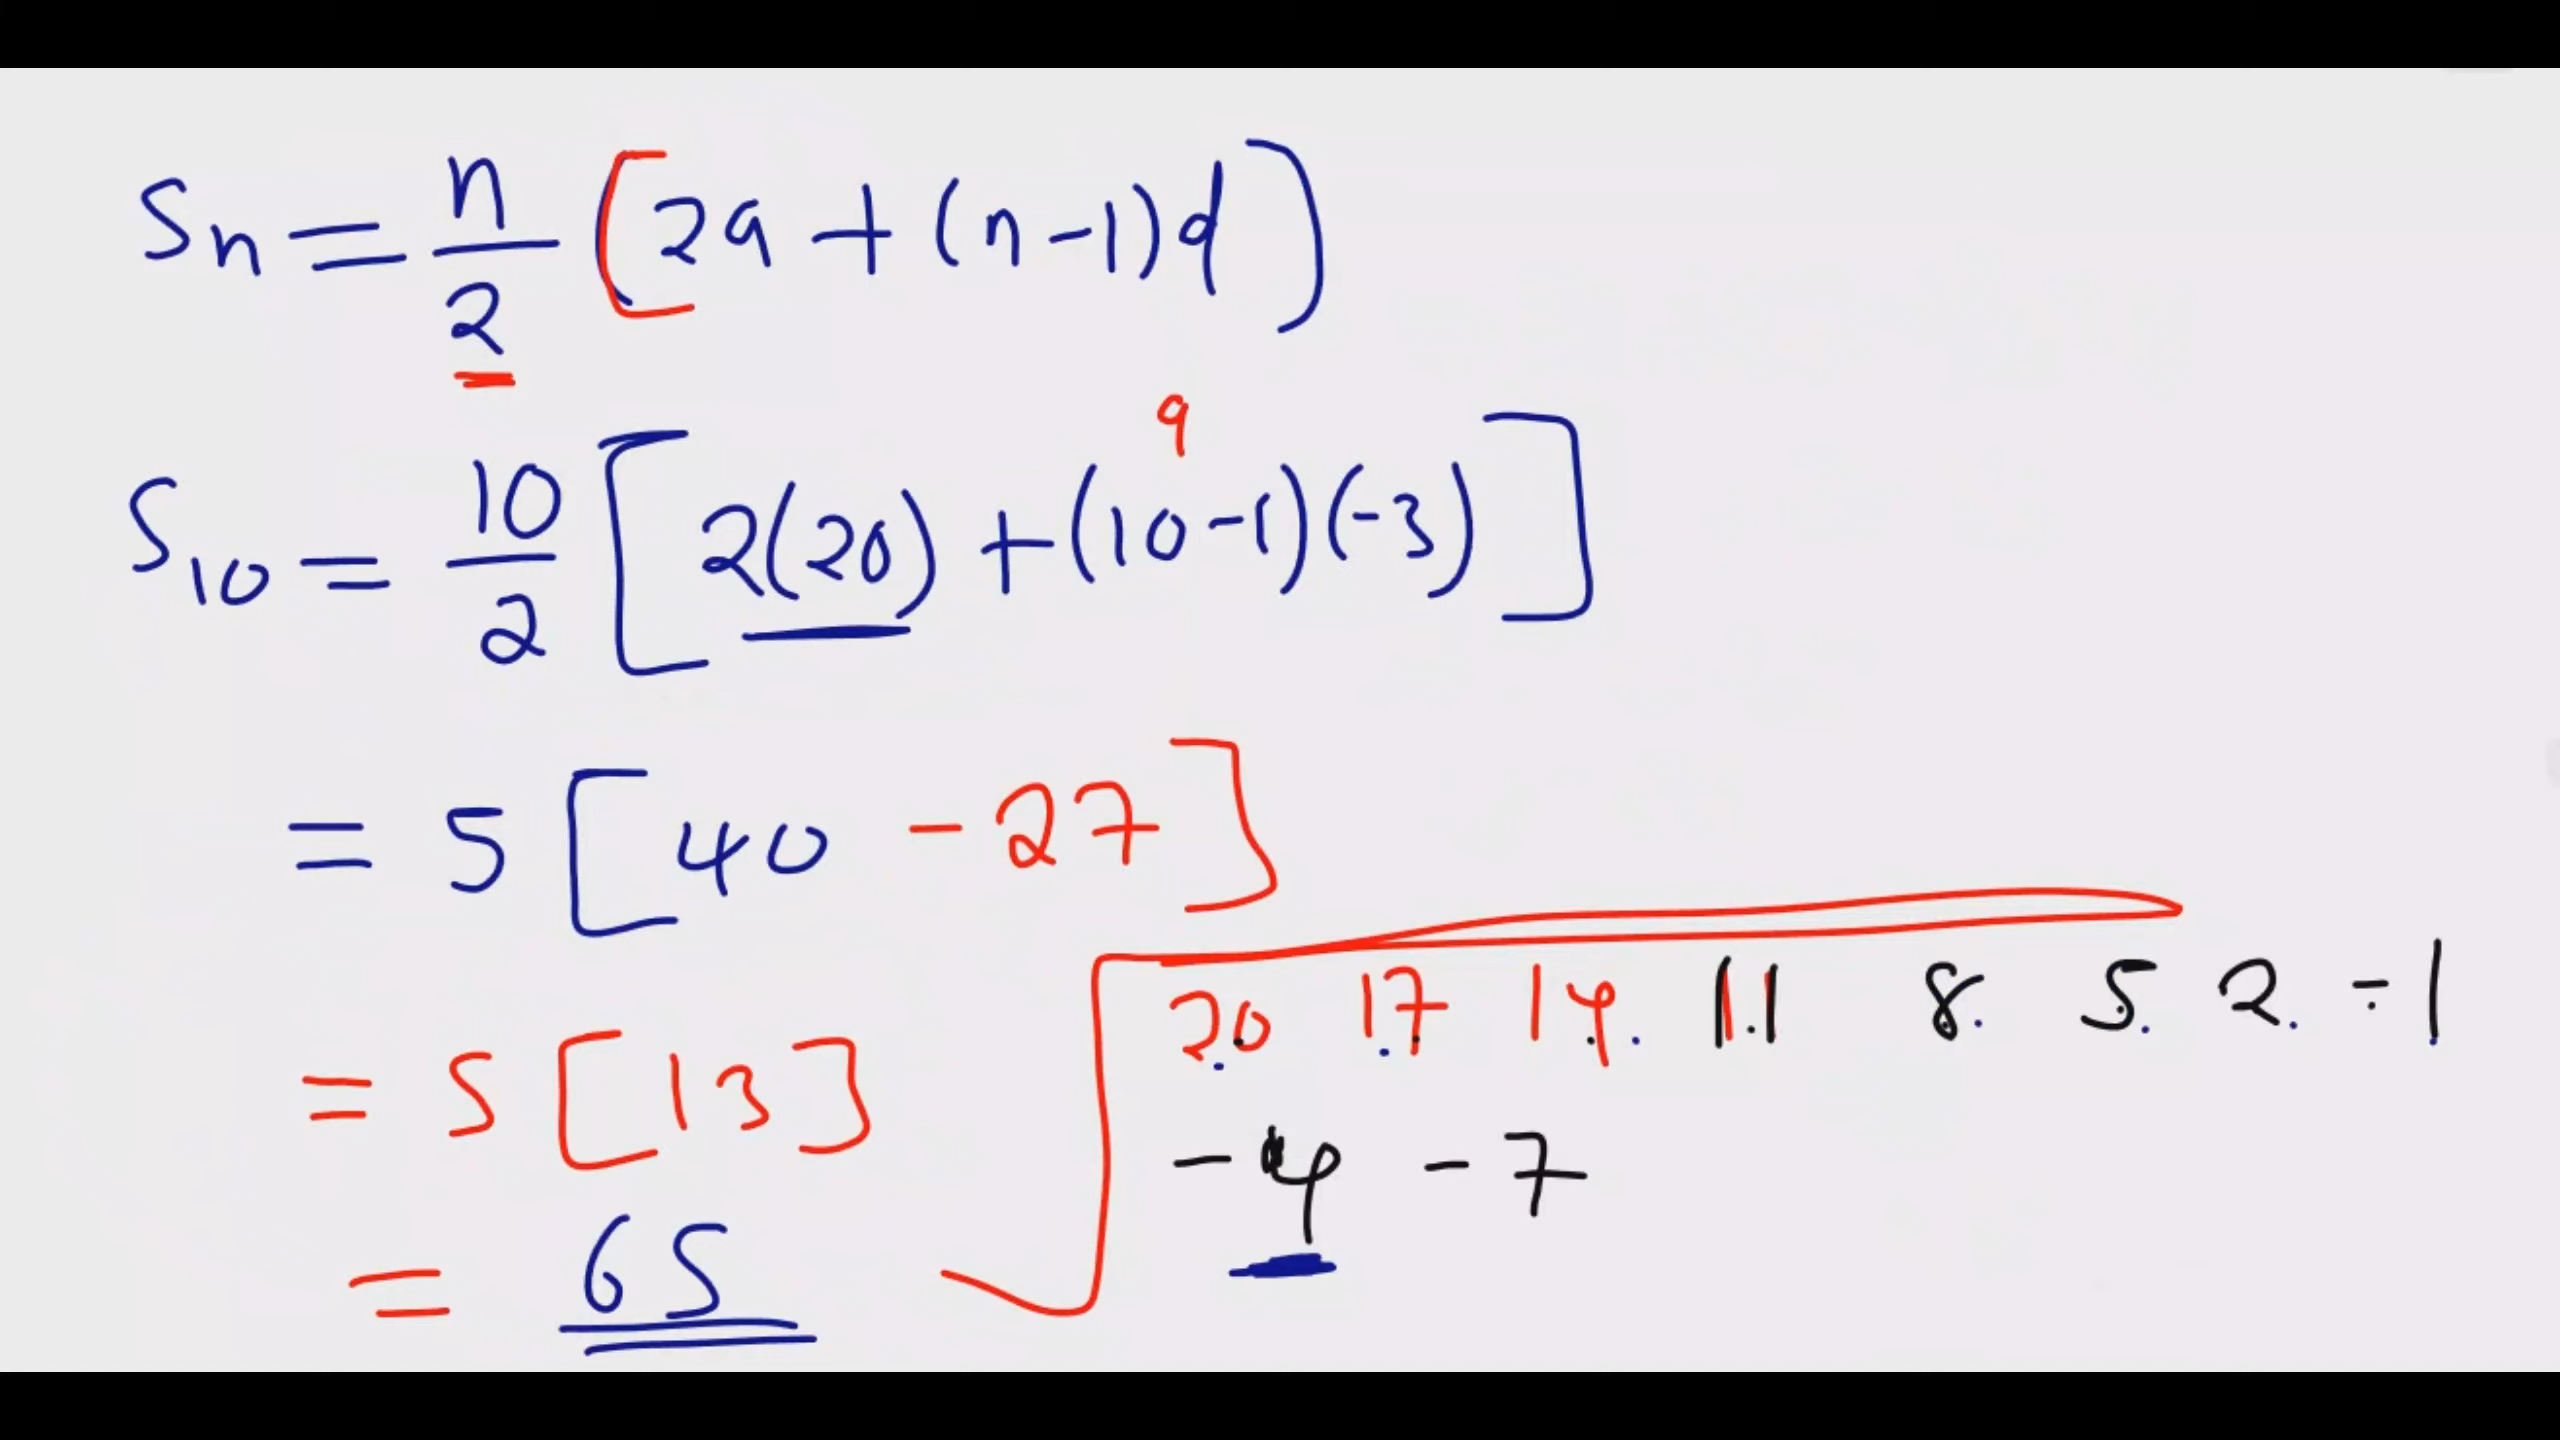 Sn = n/2 [2a + (n-1)d]
9
S10 = 10/2 [2(20) + (10-1)(-3)]
= 5 [40 - 27]
= 5 [13]
20 17 14 11 8 5 2 -1
-4 -7
= 65